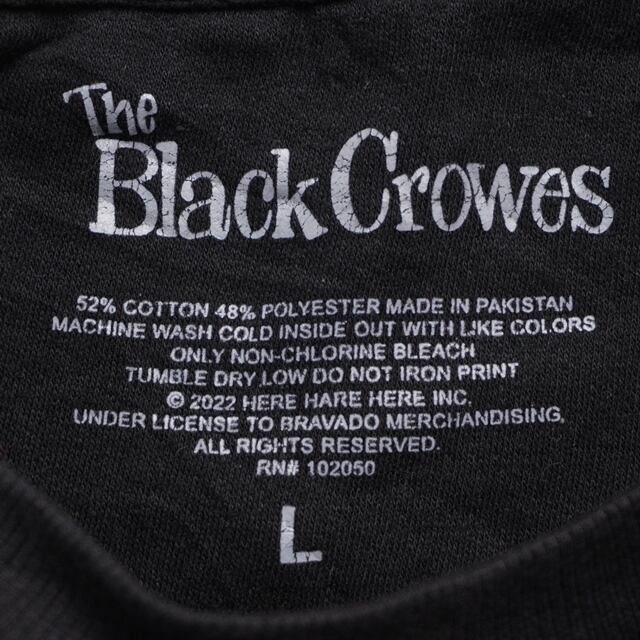 The
Black Crowes
52% COTTON 48% POLYESTER MADE IN PAKISTAN
MACHINE WASH COLD INSIDE OUT WITH LIKE COLORS
ONLY NON-CHLORINE BLEACH
TUMBLE DRY LOW DO NOT IRON PRINT
© 2022 HERE HARE HERE INC.
UNDER LICENSE TO BRAVADO MERCHANDISING.
ALL RIGHTS RESERVED.
RN# 102050
L